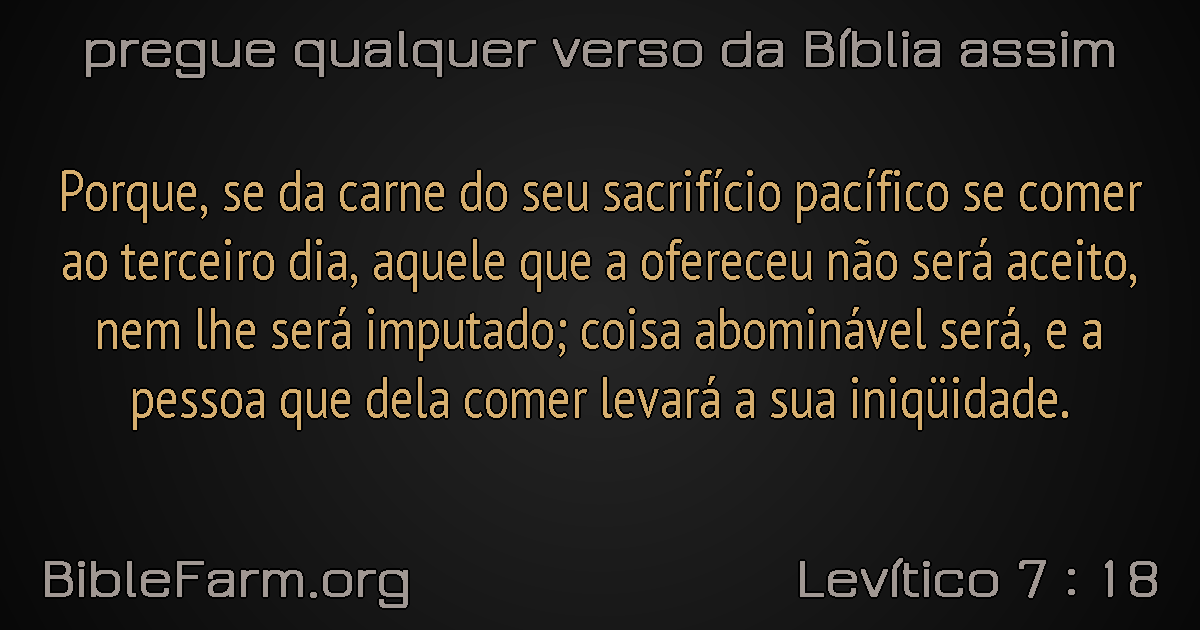 pregue qualquer verso da Bíblia assim
Porque, se da carne do seu sacrifício pacífico se comer
ao terceiro dia, aquele que a ofereceu não será aceito,
nem lhe será imputado; coisa abominável será, e a
pessoa que dela comer levará a sua iniqüidade.
BibleFarm.org
Levítico 7 : 18